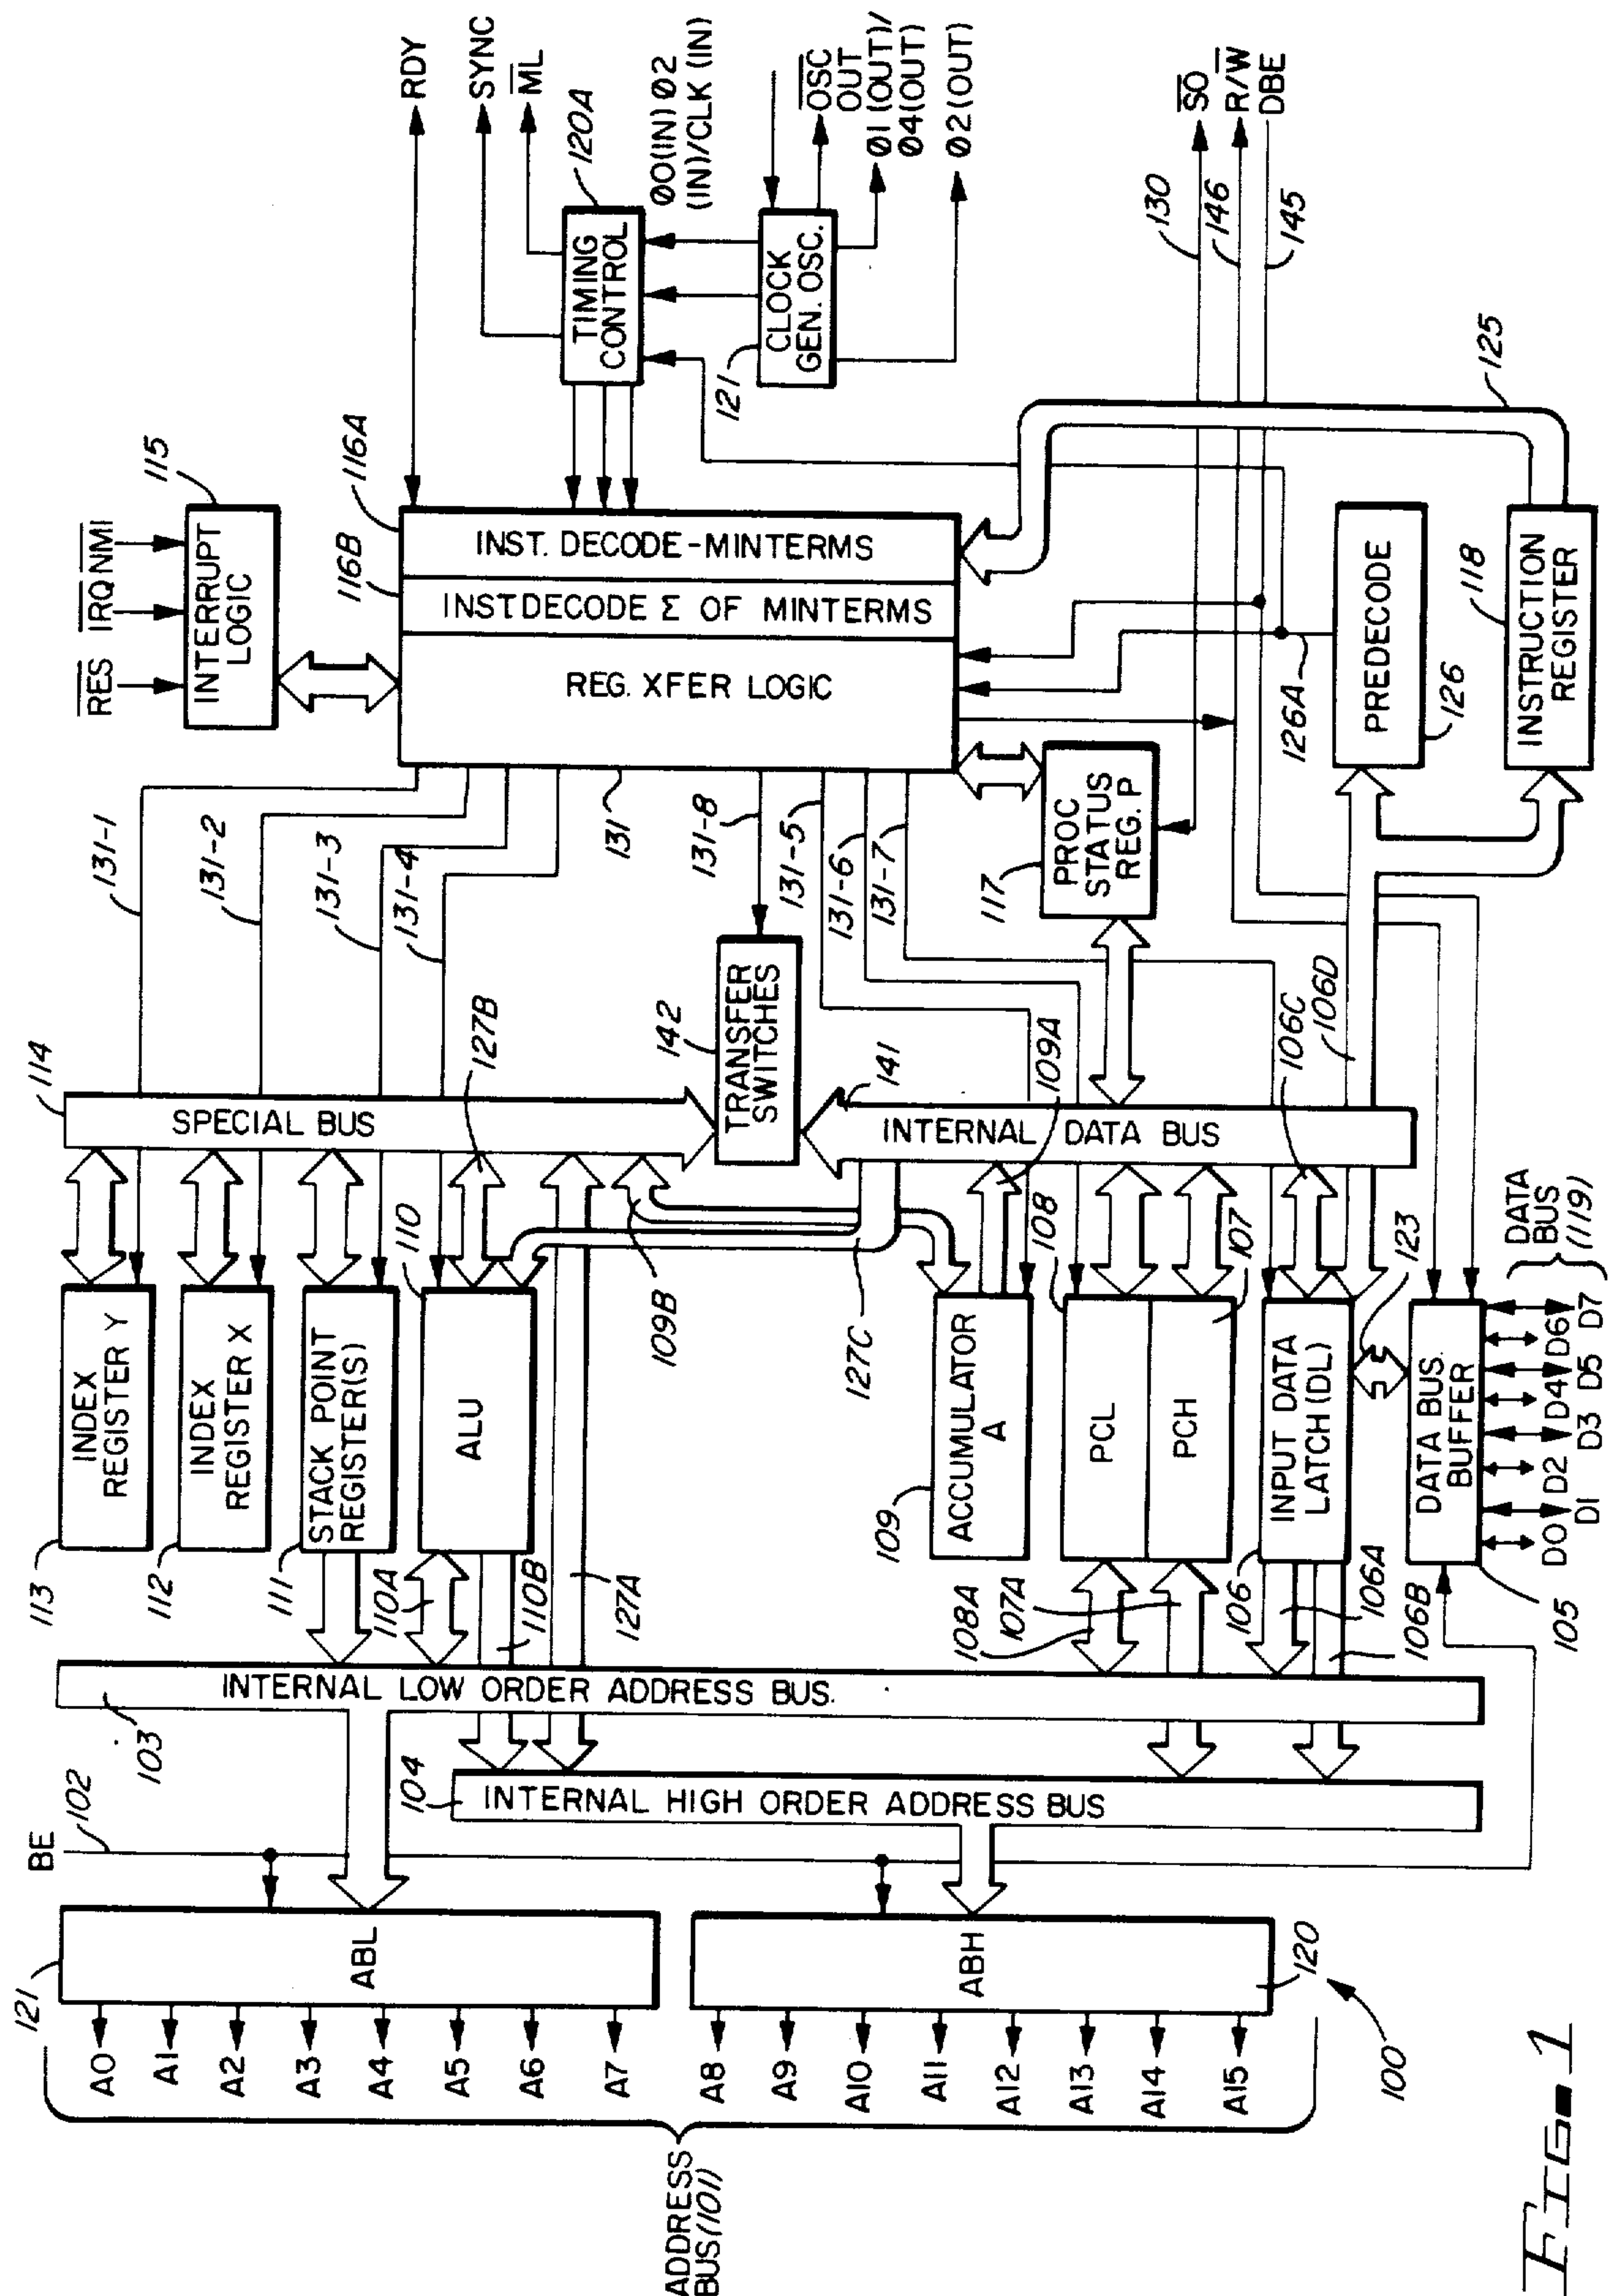 ADDRESS
BUS(101)
A0
A1
A2
A3
A4
A5
A6
A7
A8
A9
A10
A11
A12
A13
A14
A15
121
ABL
ABH
120
100
BE
102
103
INTERNAL LOW ORDER ADDRESS BUS.
104
INTERNAL HIGH ORDER ADDRESS BUS
113
INDEX
REGISTER Y
112
INDEX
REGISTER X
111
STACK POINT
REGISTER(S)
110A
110B
110
ALU
127A
127B
109B
127C
109
ACCUMULATOR
A
109A
108A
107A
108
PCL
PCH
107
106
INPUT DATA
LATCH (DL)
106A
106B
106C
106D
123
105
DATA BUS.
BUFFER
D0
D1
D2
D3
D4
D5
D6
D7
DATA
BUS
(119)
114
SPECIAL BUS
142
TRANSFER
SWITCHES
141
INTERNAL DATA BUS
131-1
131-2
131-3
131-4
131
131-8
131-5
131-6
131-7
117
PROC
STATUS
REG. P
RES
IRQ
NMI
115
INTERRUPT
LOGIC
116A
116B
INST. DECODE-MINTERMS
INST DECODE Σ OF MINTERMS
REG. XFER LOGIC
126A
PREDECODE
126
INSTRUCTION
REGISTER
118
125
RDY
SYNC
ML
120A
TIMING
CONTROL
Ø0(IN) Ø2
(IN)/CLK (IN)
121
CLOCK
GEN. OSC.
OSC
OUT
Ø1 (OUT)/
Ø4(OUT)
Ø2(OUT)
130
SO
146
R/W
145
DBE
FIG. 1